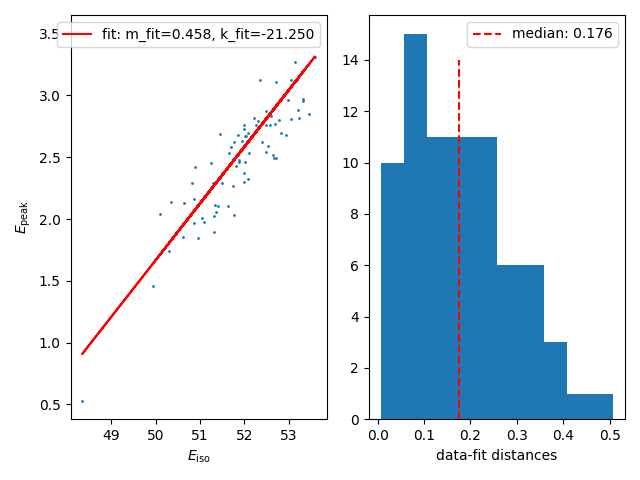 fit: m_fit=0.458, k_fit=-21.250
3.5
3.0
2.5
2.0
1.5
1.0
0.5
E_peak
49 50 51 52 53
E_iso
median: 0.176
14
12
10
8
6
4
2
0
0.0 0.1 0.2 0.3 0.4 0.5
data-fit distances